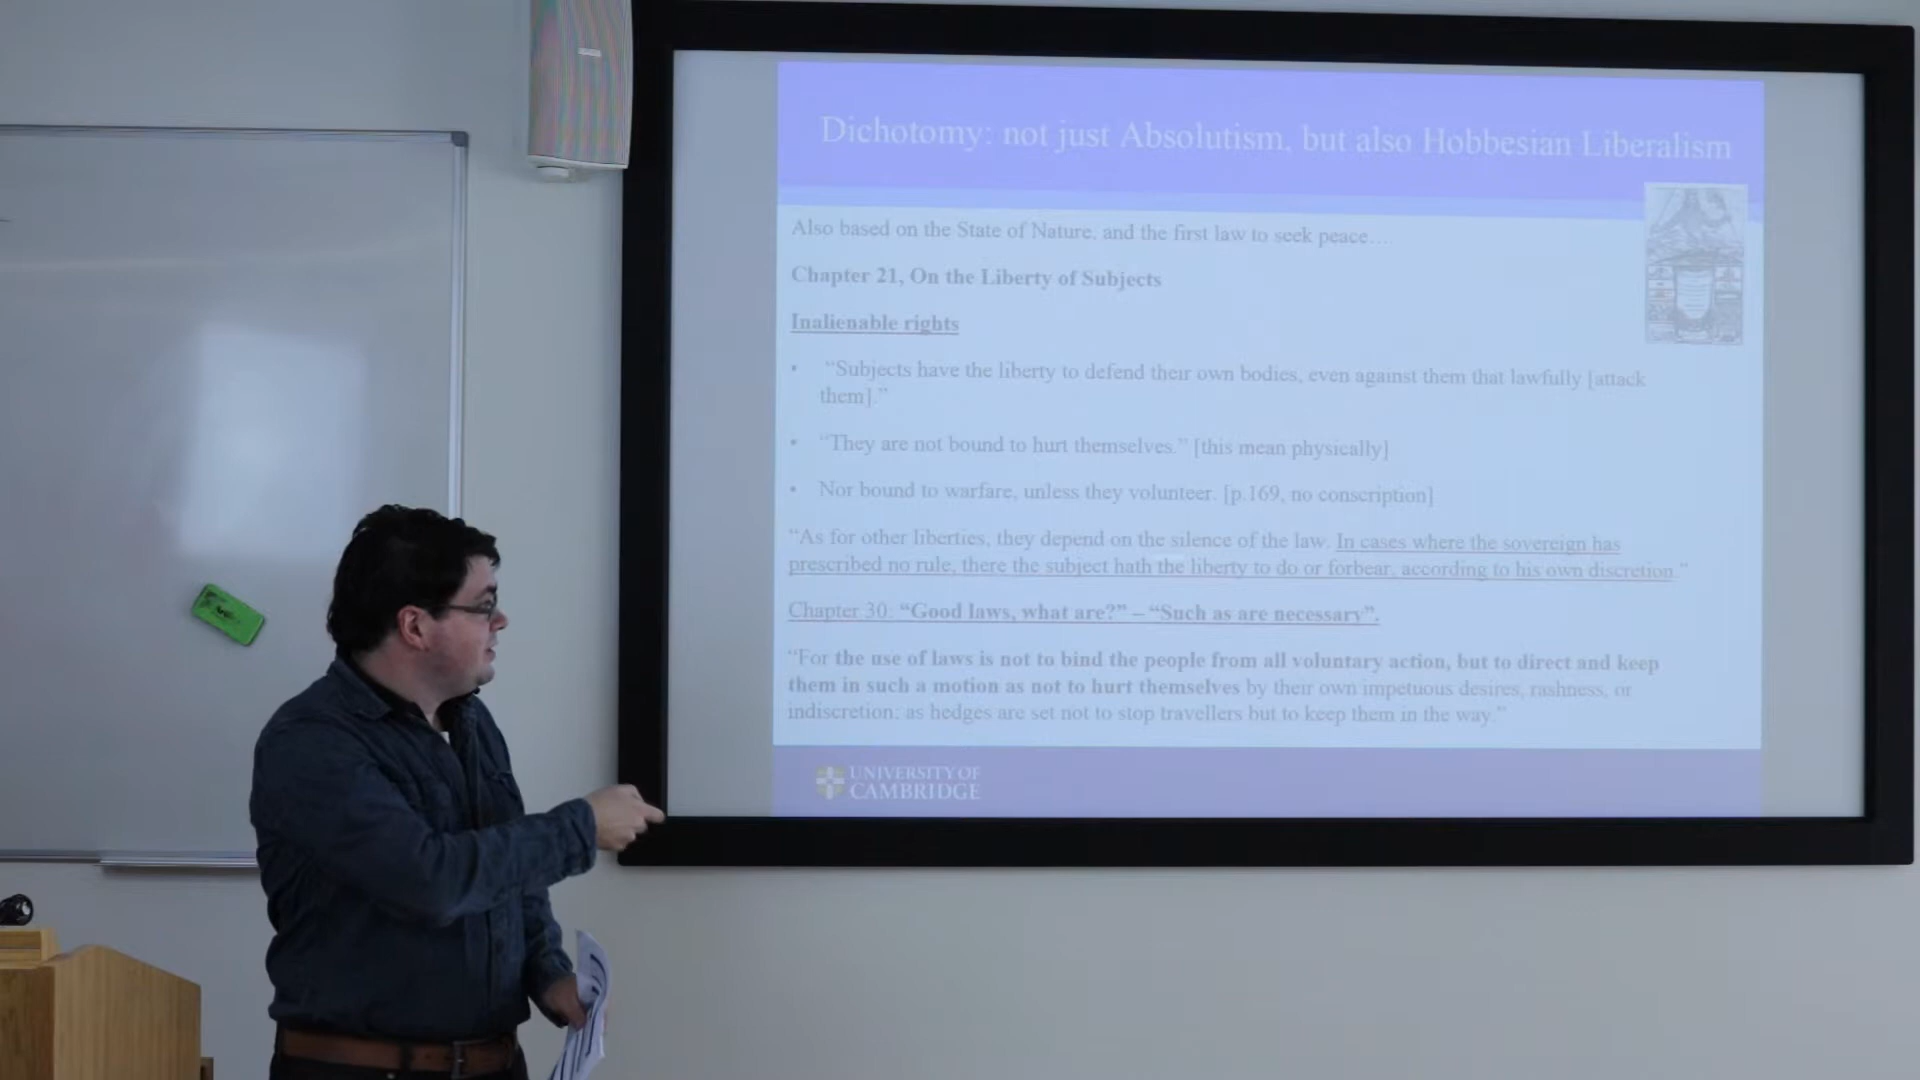 Dichotomy: not just Absolutism, but also Hobbesian Liberalism
Also based on the State of Nature, and the first law to seek peace…
Chapter 21, On the Liberty of Subjects
Inalienable rights
• “Subjects have the liberty to defend their own bodies, even against them that lawfully [attack
them].”
• “They are not bound to hurt themselves.” [this mean physically]
• Nor bound to warfare, unless they volunteer. [p.169, no conscription]
“As for other liberties, they depend on the silence of the law. In cases where the sovereign has
prescribed no rule, there the subject hath the liberty to do or forbear, according to his own discretion.”
Chapter 30: “Good laws, what are?” – “Such as are necessary”.
“For the use of laws is not to bind the people from all voluntary action, but to direct and keep
them in such a motion as not to hurt themselves by their own impetuous desires, rashness, or
indiscretion: as hedges are set not to stop travellers but to keep them in the way.”
UNIVERSITY OF
CAMBRIDGE